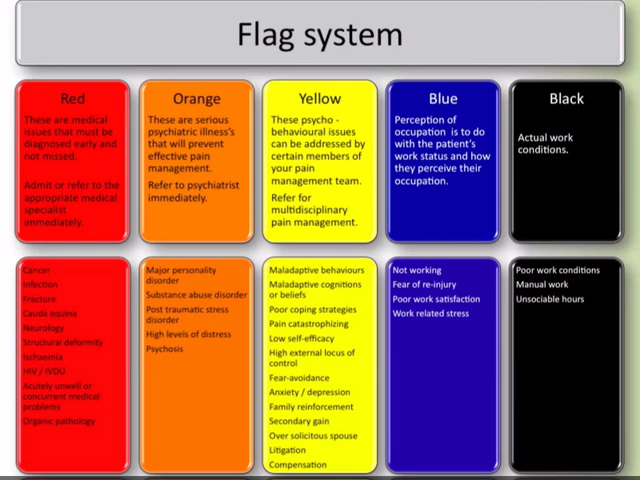 Flag system
Red
These are medical
issues that must be
diagnosed early and
not missed.
Admit or refer to the
appropriate medical
specialist
immediately.
Orange
These are serious
psychiatric illness's
that will prevent
effective pain
management.
Refer to psychiatrist
immediately.
Yellow
These psycho -
behavioural issues
can be addressed by
certain members of
your pain
management team.
Refer for
multidisciplinary
pain management.
Blue
Perception of
occupation is to do
with the patient's
work status and how
they perceive their
occupation.
Black
Actual work
conditions.
Cancer
Infection
Fracture
Cauda equina
Neurology
Structural deformity
Ischaemia
HIV / IVDU
Acutely unwell or
concurrent medical
problems
Organic pathology
Major personality
disorder
Substance abuse disorder
Post traumatic stress
disorder
High levels of distress
Psychosis
Maladaptive behaviours
Maladaptive cognitions
or beliefs
Poor coping strategies
Pain catastrophizing
Low self-efficacy
High external locus of
control
Fear-avoidance
Anxiety / depression
Family reinforcement
Secondary gain
Over solicitous spouse
Litigation
Compensation
Not working
Fear of re-injury
Poor work satisfaction
Work related stress
Poor work conditions
Manual work
Unsociable hours